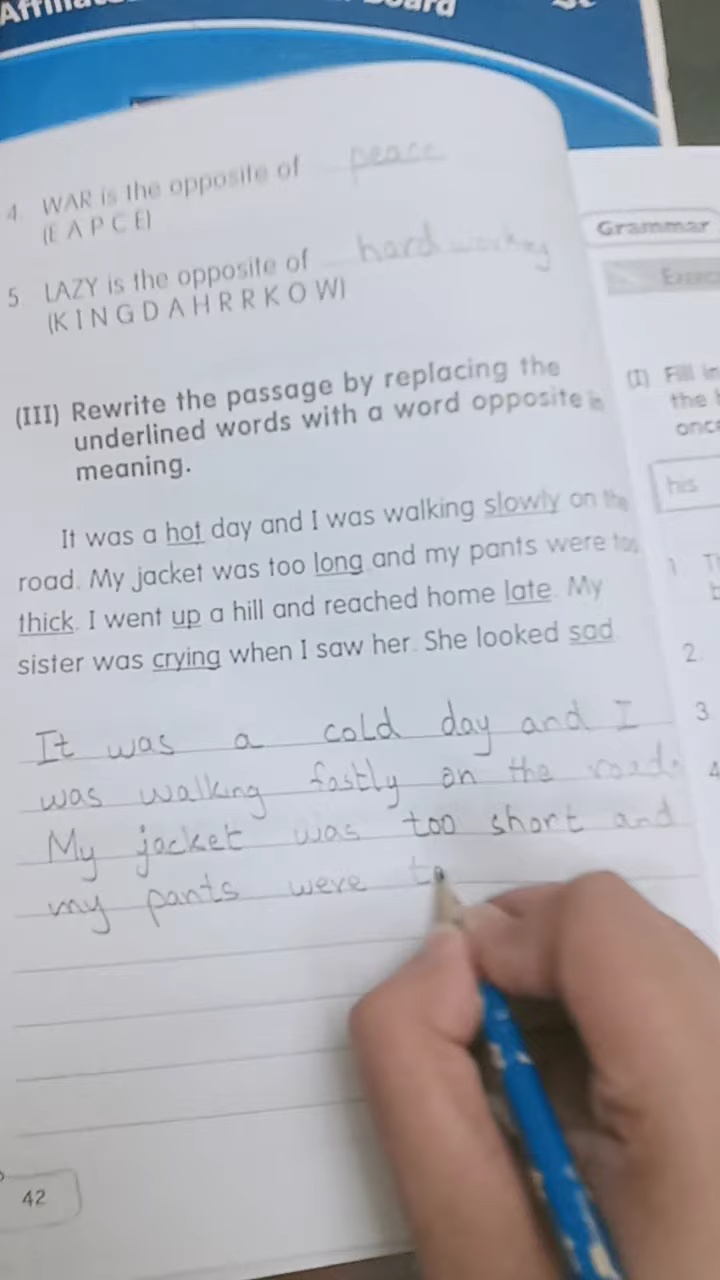 4. WAR is the opposite of peace
(E A P C E)
5. LAZY is the opposite of hard working
(K I N G D A H R R K O W)
(III) Rewrite the passage by replacing the
underlined words with a word opposite in
meaning.
It was a hot day and I was walking slowly on the
road. My jacket was too long and my pants were too
thick. I went up a hill and reached home late. My
sister was crying when I saw her. She looked sad.
It was a cold day and I
was walking fastly on the road.
My jacket was too short and
my pants were to
42
Grammar
(I) Fill in
the
once
his
1
2.
3
4